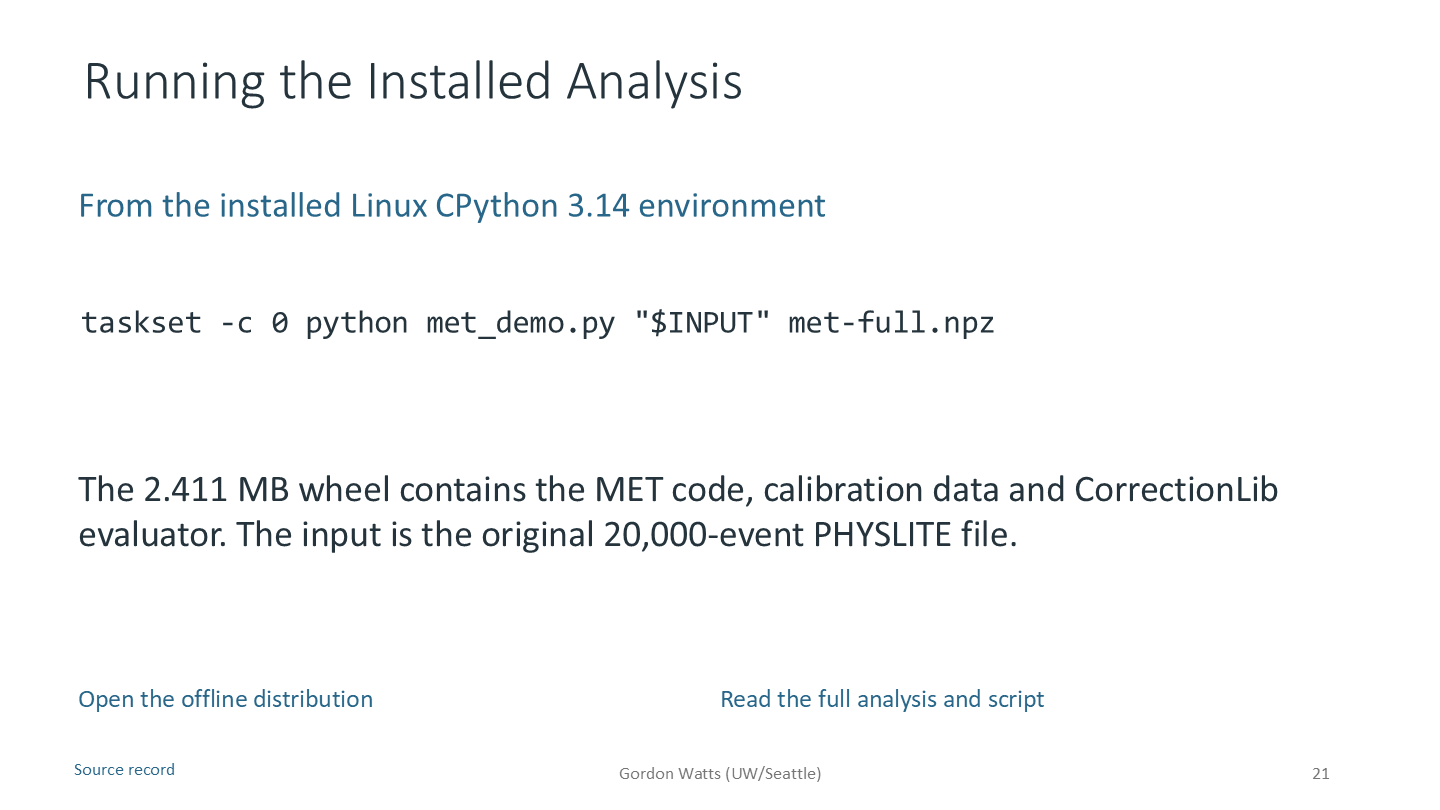 Running the Installed Analysis
From the installed Linux CPython 3.14 environment
taskset -c 0 python met_demo.py "$INPUT" met-full.npz
The 2.411 MB wheel contains the MET code, calibration data and CorrectionLib
evaluator. The input is the original 20,000-event PHYSLITE file.
Open the offline distribution
Read the full analysis and script
Source record
Gordon Watts (UW/Seattle)
21